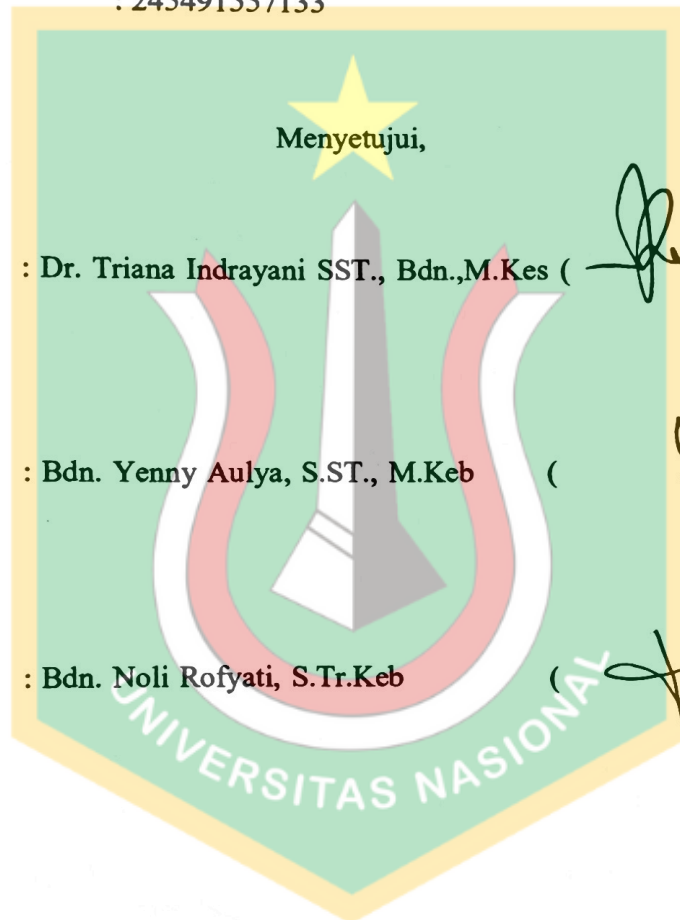 : 245491557133
Menyetujui,
: Dr. Triana Indrayani SST., Bdn.,M.Kes (
: Bdn. Yenny Aulya, S.ST., M.Keb (
: Bdn. Noli Rofyati, S.Tr.Keb (
UNIVERSITAS NASIONAL